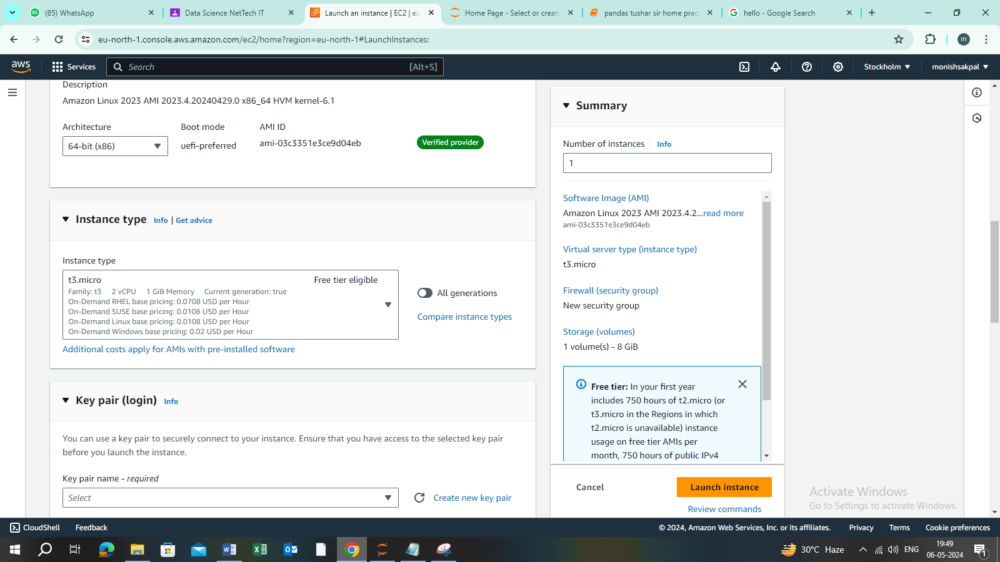 (85) WhatsApp
Data Science NetTech IT
Launch an instance | EC2 | eu
Home Page - Select or create
pandas tushar sir home prac
hello - Google Search
eu-north-1.console.aws.amazon.com/ec2/home?region=eu-north-1#LaunchInstances:
m
aws
Services
Search
[Alt+S]
Stockholm
monishsakpal
Description
Amazon Linux 2023 AMI 2023.4.20240429.0 x86_64 HVM kernel-6.1
Architecture
Boot mode
AMI ID
64-bit (x86)
uefi-preferred
ami-03c3351e3ce9d04eb
Verified provider
Instance type
Info | Get advice
Instance type
t3.micro
Free tier eligible
Family: t3 2 vCPU 1 GiB Memory Current generation: true
On-Demand RHEL base pricing: 0.0708 USD per Hour
On-Demand SUSE base pricing: 0.0108 USD per Hour
On-Demand Linux base pricing: 0.0108 USD per Hour
On-Demand Windows base pricing: 0.02 USD per Hour
All generations
Compare instance types
Additional costs apply for AMIs with pre-installed software
Key pair (login)
Info
You can use a key pair to securely connect to your instance. Ensure that you have access to the selected key pair
before you launch the instance.
Key pair name - required
Select
Create new key pair
Summary
Number of instances
Info
1
Software Image (AMI)
Amazon Linux 2023 AMI 2023.4.2...read more
ami-03c3351e3ce9d04eb
Virtual server type (instance type)
t3.micro
Firewall (security group)
New security group
Storage (volumes)
1 volume(s) - 8 GiB
Free tier: In your first year
includes 750 hours of t2.micro (or
t3.micro in the Regions in which
t2.micro is unavailable) instance
usage on free tier AMIs per
month, 750 hours of public IPv4
Cancel
Launch instance
Review commands
Activate Windows
Go to Settings to activate Windows.
CloudShell
Feedback
© 2024, Amazon Web Services, Inc. or its affiliates.
Privacy
Terms
Cookie preferences
30°C Haze
ENG
19:49
06-05-2024
1